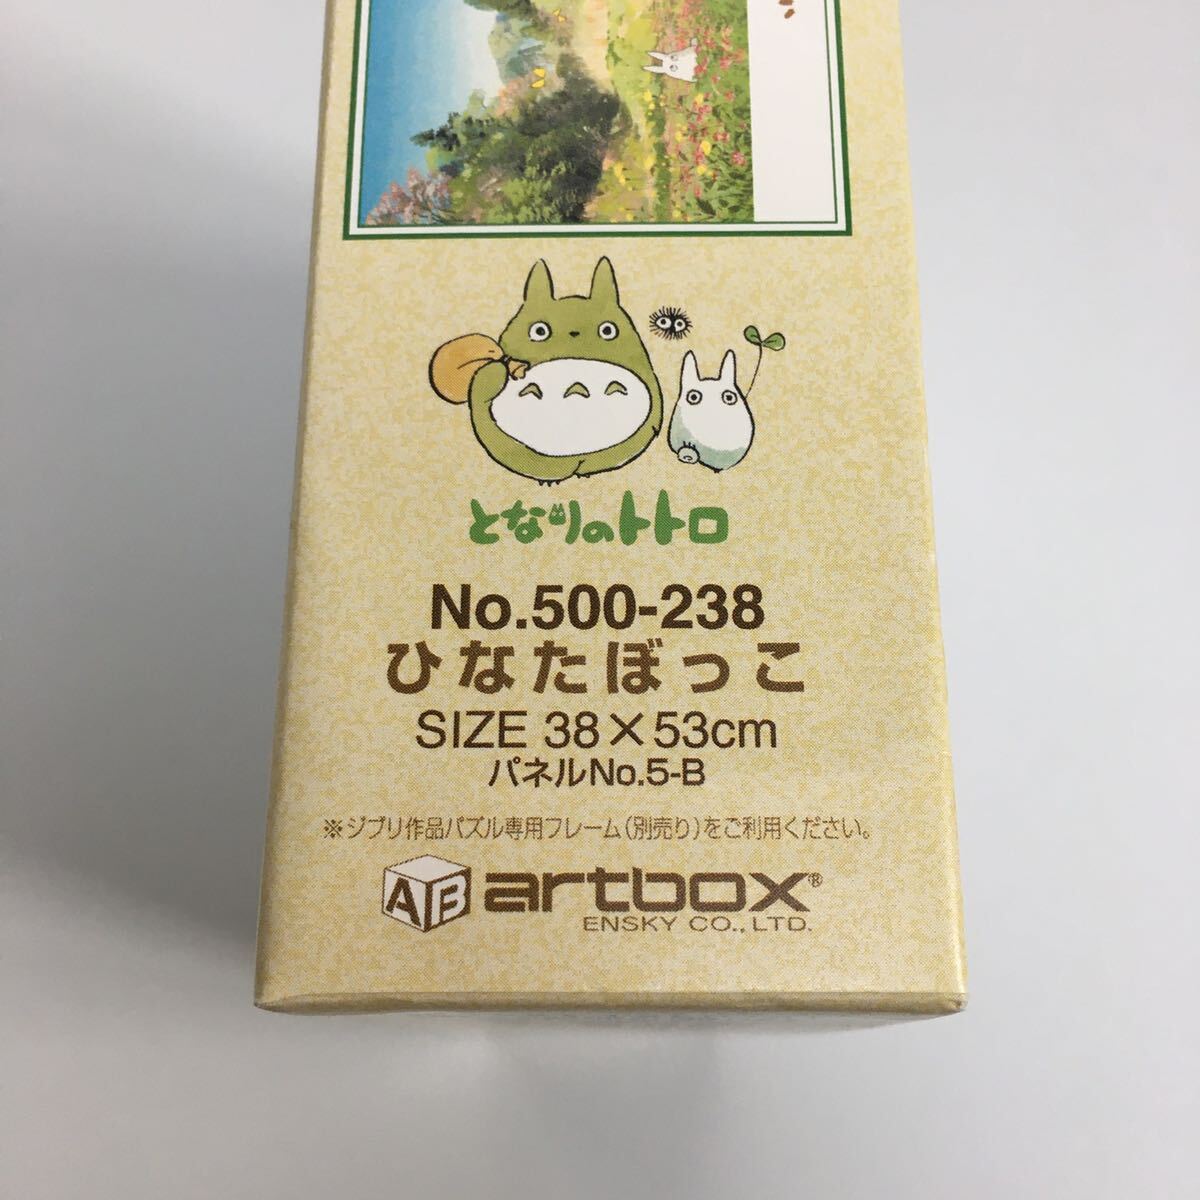 となりのトトロ
No.500-238
ひなたぼっこ
SIZE 38×53cm
パネルNo.5-B
※ジブリ作品パズル専用フレーム(別売り)をご利用ください。
AB artbox®
ENSKY CO., LTD.